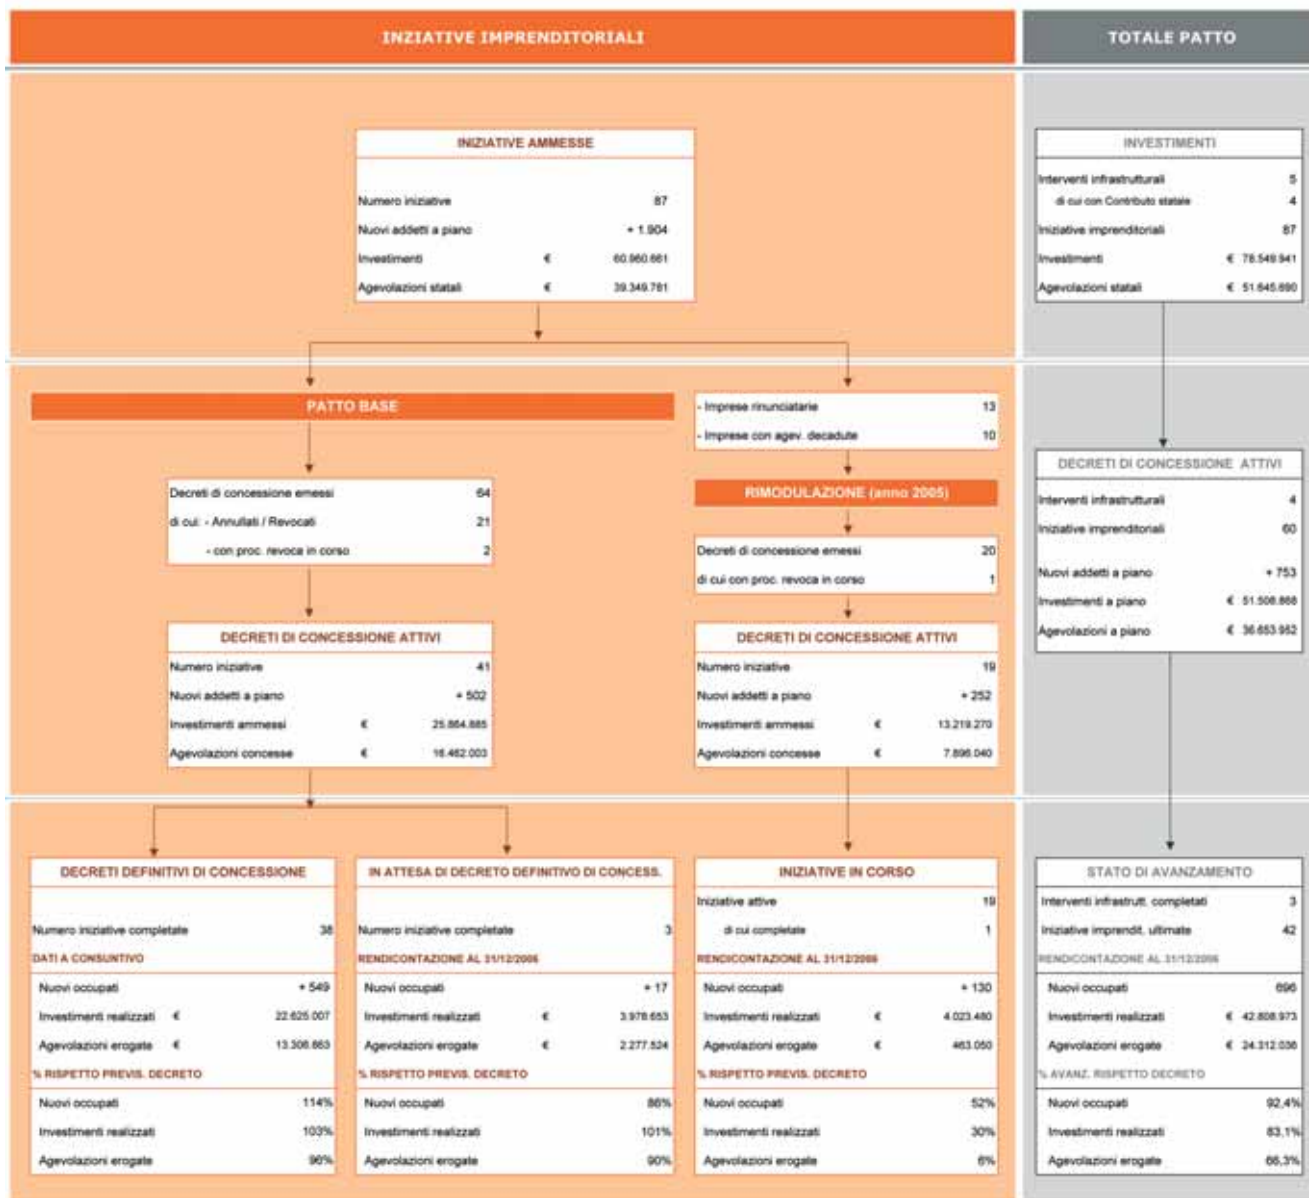 INZIATIVE IMPRENDITORIALI
TOTALE PATTO
INIZIATIVE AMMESSE
Numero iniziative 87
Nuovi addetti a piano + 1.904
Investimenti € 60.960.661
Agevolazioni statali € 39.349.781
INVESTIMENTI
Interventi infrastrutturali 5
di cui con Contributo statale 4
Iniziative imprenditoriali 87
Investimenti € 78.549.941
Agevolazioni statali € 51.645.690
PATTO BASE
- Imprese rinunciatarie 13
- Imprese con agev. decadute 10
Decreti di concessione emessi 64
di cui: - Annullati / Revocati 21
- con proc. revoca in corso 2
RIMODULAZIONE (anno 2005)
Decreti di concessione emessi 20
di cui con proc. revoca in corso 1
DECRETI DI CONCESSIONE ATTIVI
Interventi infrastrutturali 4
Iniziative imprenditoriali 60
Nuovi addetti a piano + 753
Investimenti a piano € 51.508.868
Agevolazioni a piano € 36.653.952
DECRETI DI CONCESSIONE ATTIVI
Numero iniziative 41
Nuovi addetti a piano + 502
Investimenti ammessi € 25.864.885
Agevolazioni concesse € 16.462.003
DECRETI DI CONCESSIONE ATTIVI
Numero iniziative 19
Nuovi addetti a piano + 252
Investimenti ammessi € 13.219.270
Agevolazioni concesse € 7.896.040
DECRETI DEFINITIVI DI CONCESSIONE
Numero iniziative completate 38
DATI A CONSUNTIVO
Nuovi occupati + 549
Investimenti realizzati € 22.625.007
Agevolazioni erogate € 13.306.663
% RISPETTO PREVIS. DECRETO
Nuovi occupati 114%
Investimenti realizzati 103%
Agevolazioni erogate 96%
IN ATTESA DI DECRETO DEFINITIVO DI CONCESS.
Numero iniziative completate 3
RENDICONTAZIONE AL 31/12/2006
Nuovi occupati + 17
Investimenti realizzati € 3.978.653
Agevolazioni erogate € 2.277.524
% RISPETTO PREVIS. DECRETO
Nuovi occupati 86%
Investimenti realizzati 101%
Agevolazioni erogate 90%
INIZIATIVE IN CORSO
Iniziative attive 19
di cui completate 1
RENDICONTAZIONE AL 31/12/2006
Nuovi occupati + 130
Investimenti realizzati € 4.023.480
Agevolazioni erogate € 463.050
% RISPETTO PREVIS. DECRETO
Nuovi occupati 52%
Investimenti realizzati 30%
Agevolazioni erogate 6%
STATO DI AVANZAMENTO
Interventi infrastrutt. completati 3
Iniziative imprendit. ultimate 42
RENDICONTAZIONE AL 31/12/2006
Nuovi occupati 696
Investimenti realizzati € 42.808.973
Agevolazioni erogate € 24.312.036
% AVANZ. RISPETTO DECRETO
Nuovi occupati 92,4%
Investimenti realizzati 83,1%
Agevolazioni erogate 66,3%